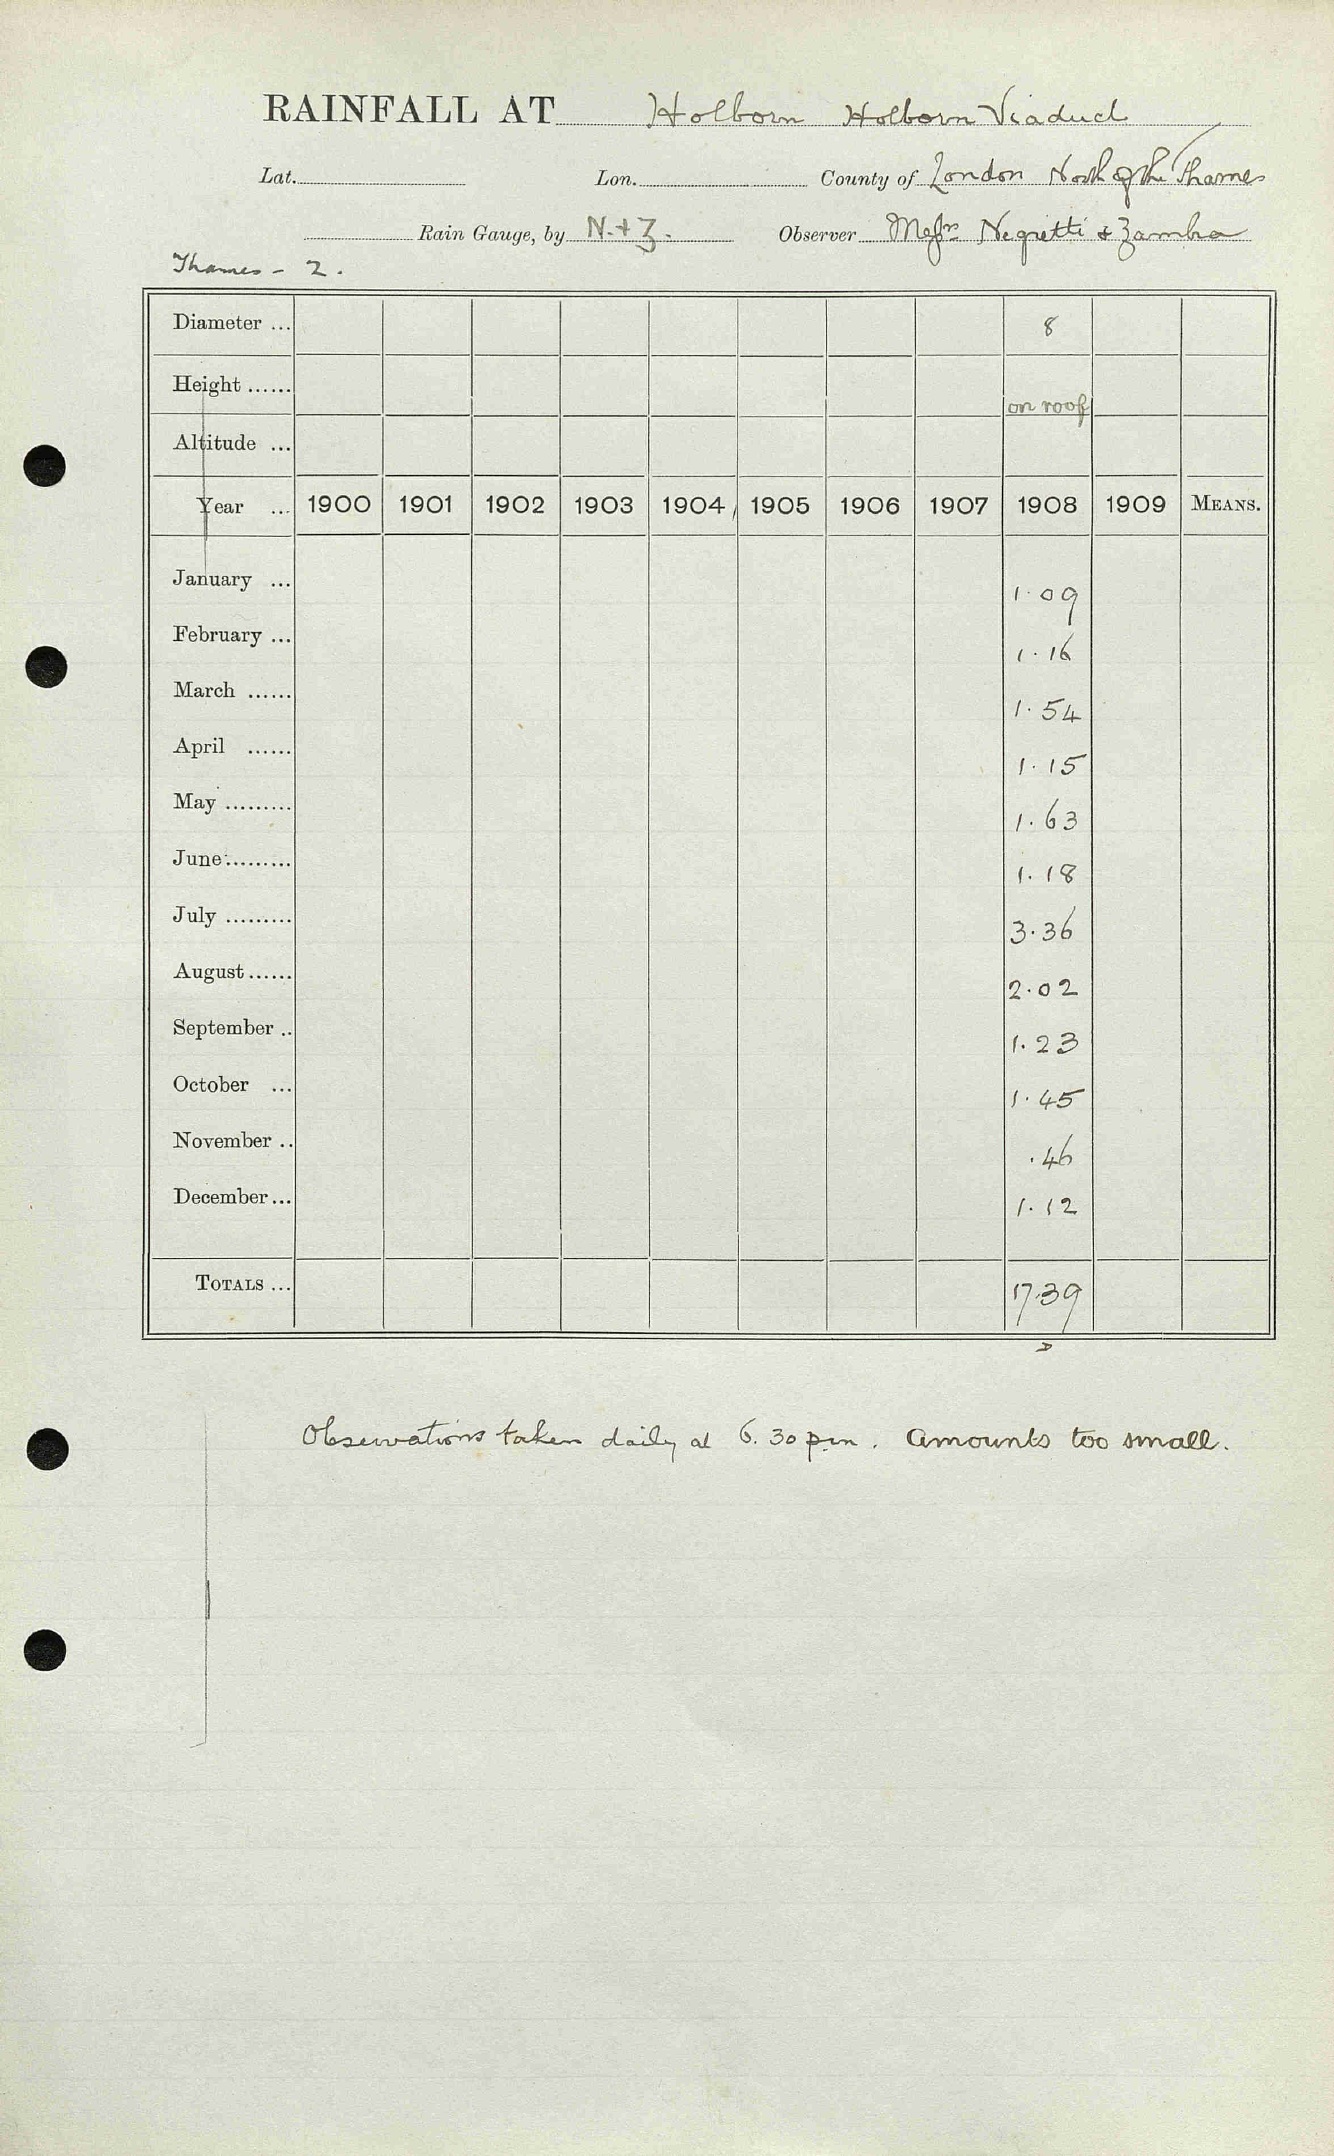 RAINFALL AT Holborn Holborn Viaduct
Lat. Lon. County of London North of the Thames
Rain Gauge, by N. + Z. Observer Messrs Negretti & Zambra
Thames - 2.
Diameter ... 8
Height ...... on roof
Altitude ...
Year ... 1900 1901 1902 1903 1904 1905 1906 1907 1908 1909 MEANS.
January ... 1.09
February ... 1.16
March ...... 1.54
April ...... 1.15
May ......... 1.63
June ......... 1.18
July ......... 3.36
August ...... 2.02
September .. 1.23
October ... 1.45
November .. .46
December ... 1.12
TOTALS ... 17.39
Observations taken daily at 6.30 pm. Amounts too small.